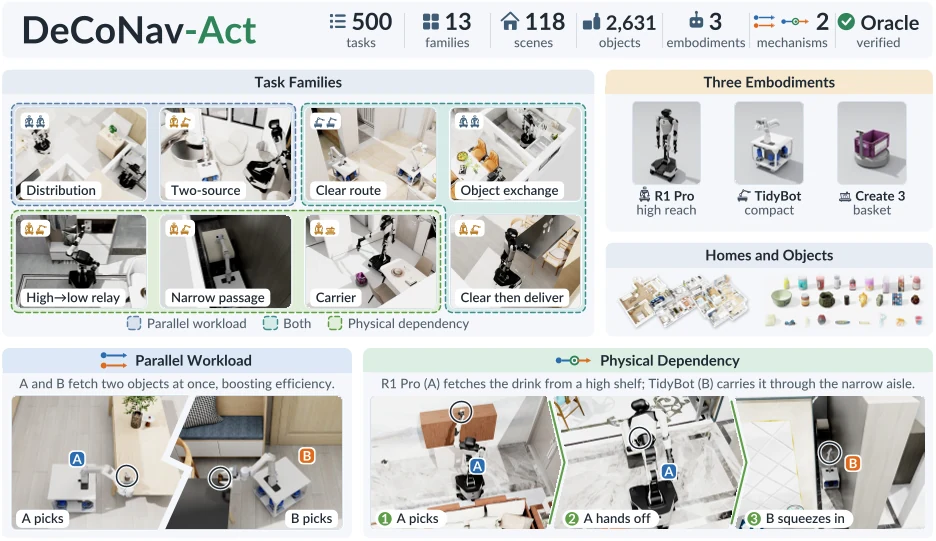 DeCoNav-Act
500
tasks
13
families
118
scenes
2,631
objects
3
embodiments
2
mechanisms
Oracle
verified
Task Families
Distribution
Two-source
Clear route
Object exchange
High→low relay
Narrow passage
Carrier
Clear then deliver
Parallel workload
Both
Physical dependency
Three Embodiments
R1 Pro
high reach
TidyBot
compact
Create 3
basket
Homes and Objects
Parallel Workload
A and B fetch two objects at once, boosting efficiency.
A
B
A picks
B picks
Physical Dependency
R1 Pro (A) fetches the drink from a high shelf; TidyBot (B) carries it through the narrow aisle.
A
A
B
1 A picks
2 A hands off
3 B squeezes in